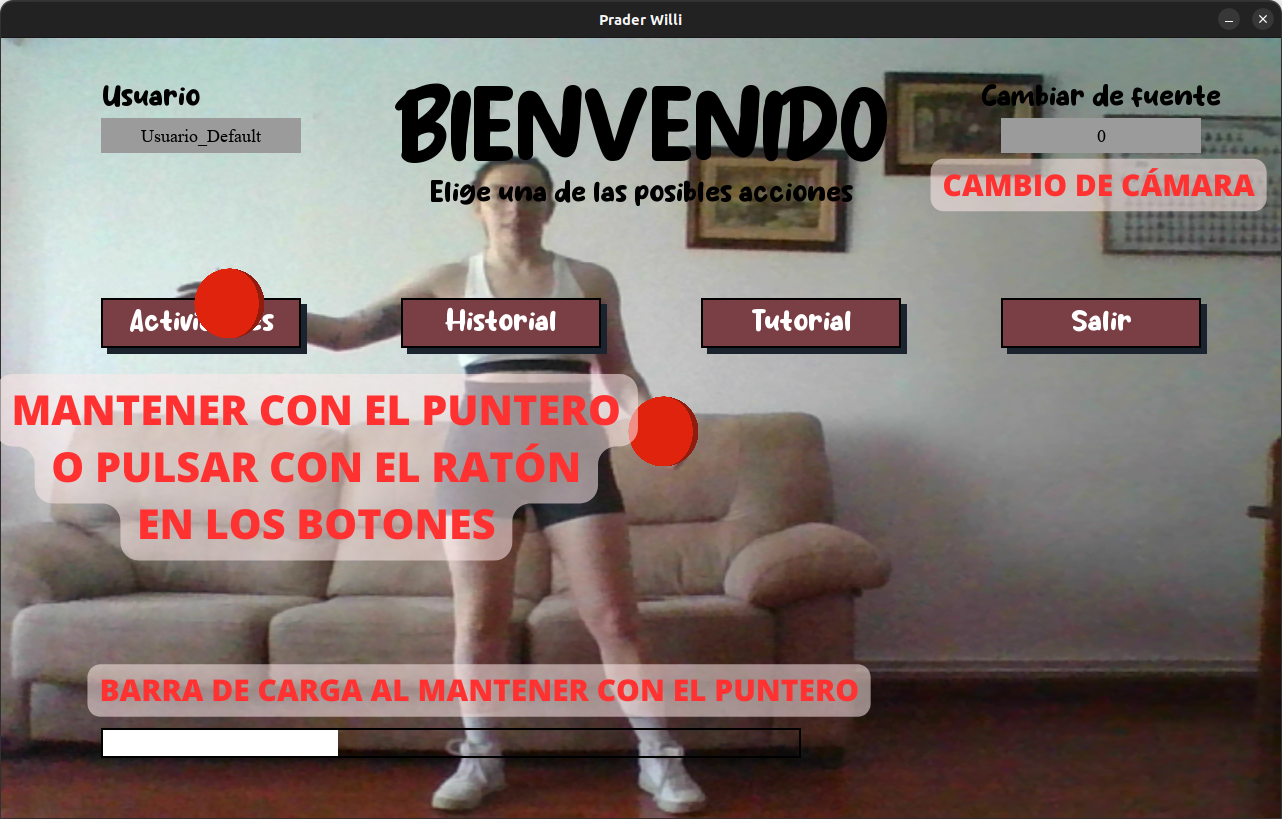 Prader Willi
Usuario
BIENVENIDO
Cambiar de fuente
Usuario_Default
0
Elige una de las posibles acciones
CAMBIO DE CÁMARA
Historial
Tutorial
Salir
MANTENER CON EL PUNTERO
O PULSAR CON EL RATÓN
EN LOS BOTONES
BARRA DE CARGA AL MANTENER CON EL PUNTERO